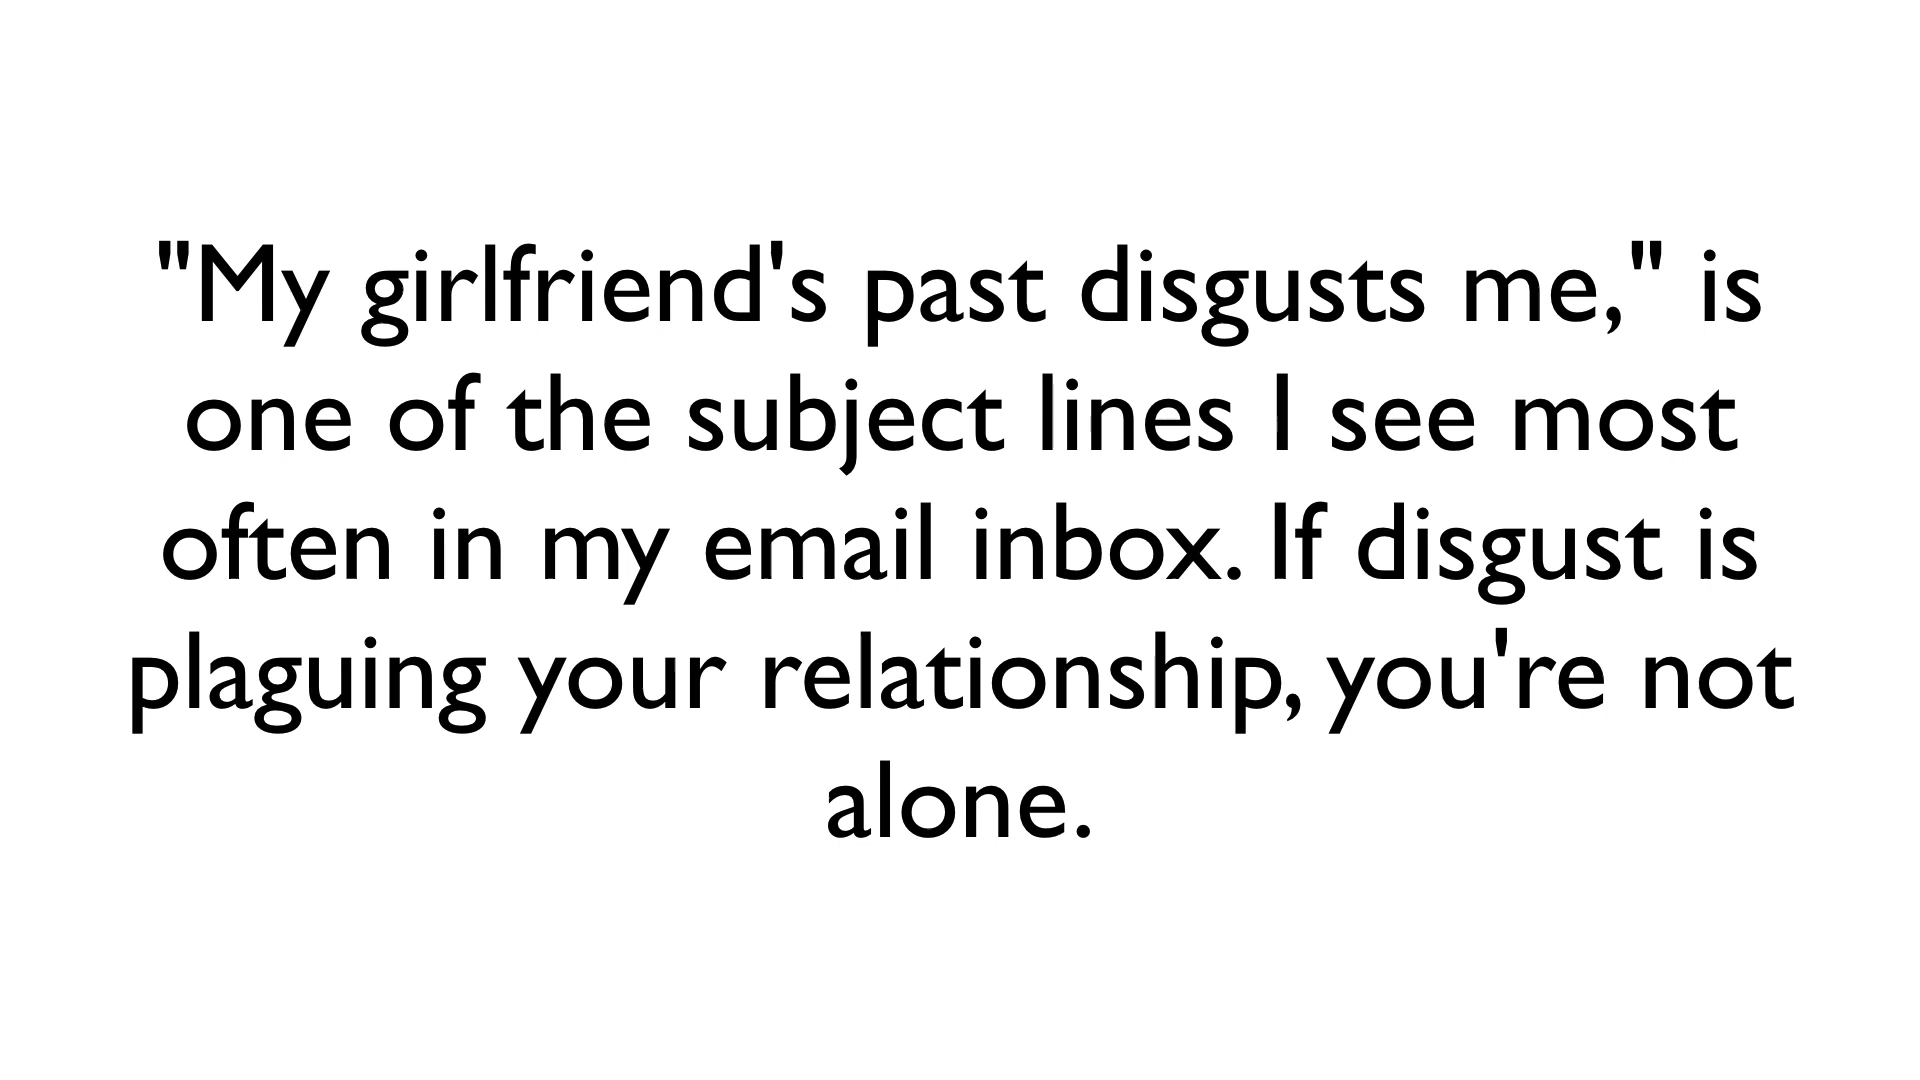 "My girlfriend's past disgusts me," is
one of the subject lines I see most
often in my email inbox. If disgust is
plaguing your relationship, you're not
alone.